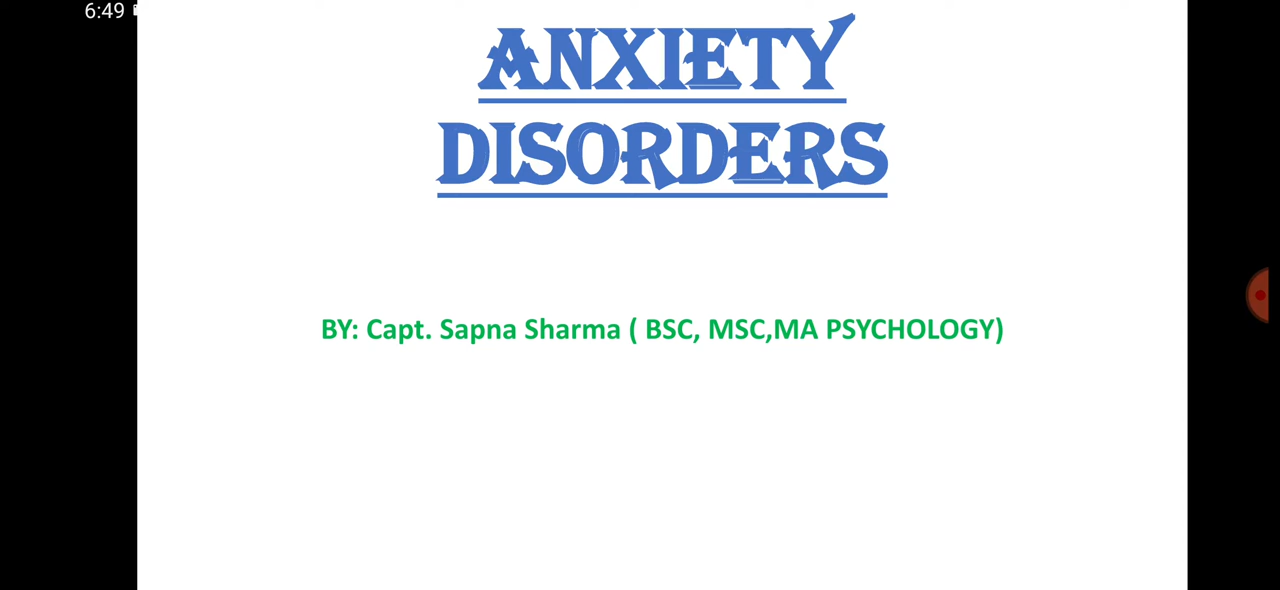 6:49
ANXIETY
DISORDERS
BY: Capt. Sapna Sharma ( BSC, MSC,MA PSYCHOLOGY)